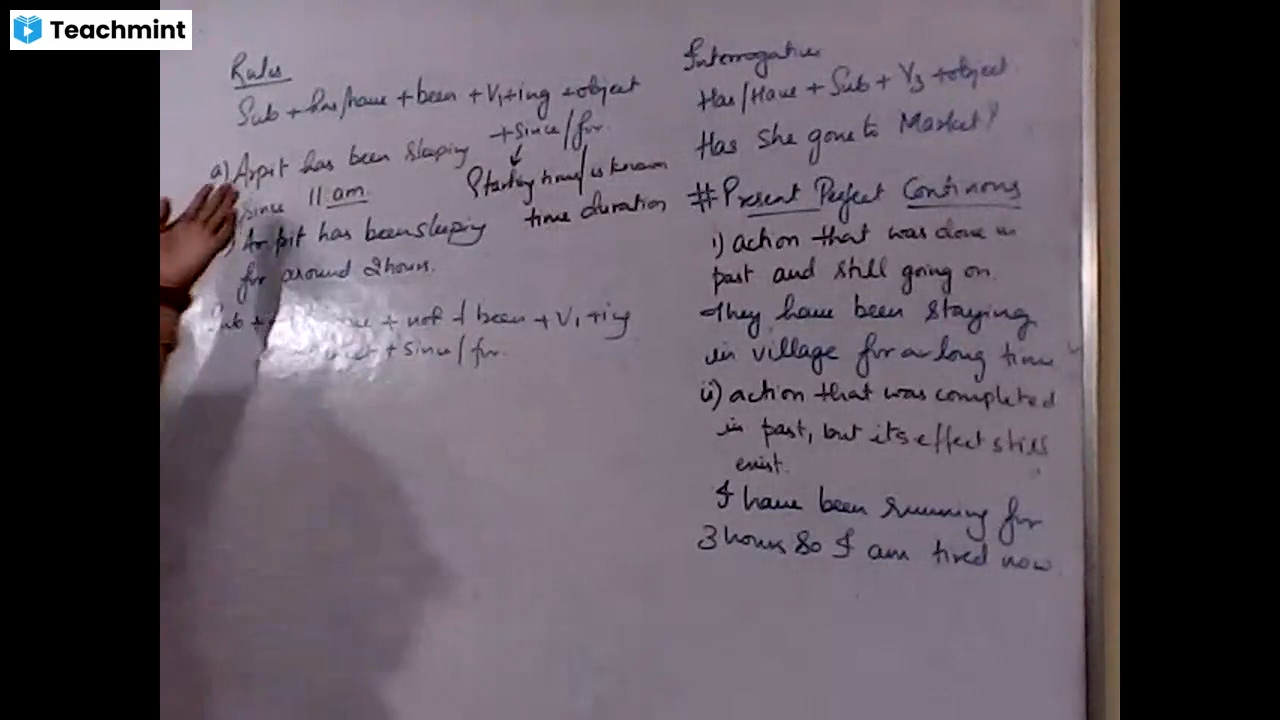 Teachmint
Rules
Sub + has/have + been + V1 + ing + object
+ since / for
Starting time is known
time duration
a) Arpit has been sleeping
since 11 am
Arpit has been sleeping
for around 2 hours.
Sub + + not + been + V1 + ing
+ since / for.
Interrogative
Has/Have + Sub + V3 + object
Has she gone to Market?
# Present Perfect Continous
i) action that was done in
past and still going on
They have been staying
in village for a long time
ii) action that was completed
in past, but its effect still
exist.
I have been running for
3 hours so I am tired now